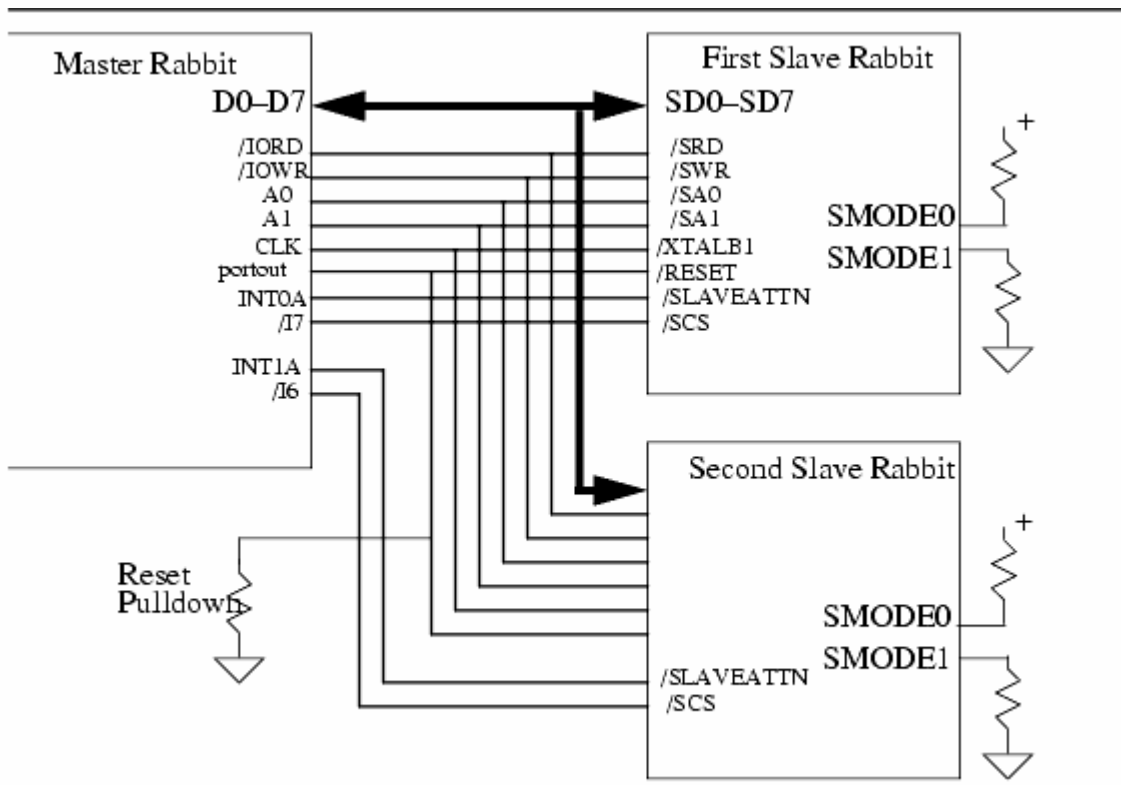 Master Rabbit
D0–D7
/IORD
/IOWR
A0
A1
CLK
portout
INT0A
/I7
INT1A
/I6
First Slave Rabbit
SD0–SD7
/SRD
/SWR
/SA0
/SA1
/XTALB1
/RESET
/SLAVEATTN
/SCS
SMODE0
SMODE1
+
Second Slave Rabbit
/SLAVEATTN
/SCS
SMODE0
SMODE1
+
Reset
Pulldown